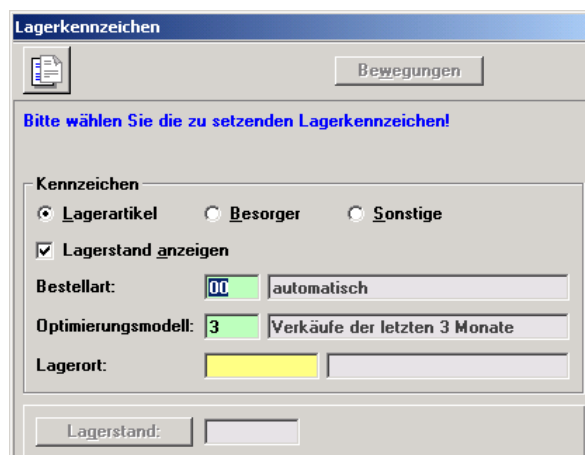 Lagerkennzeichen
Bewegungen
Bitte wählen Sie die zu setzenden Lagerkennzeichen!
Kennzeichen
Lagerartikel Besorger Sonstige
Lagerstand anzeigen
Bestellart: 00 automatisch
Optimierungsmodell: 3 Verkäufe der letzten 3 Monate
Lagerort:
Lagerstand: